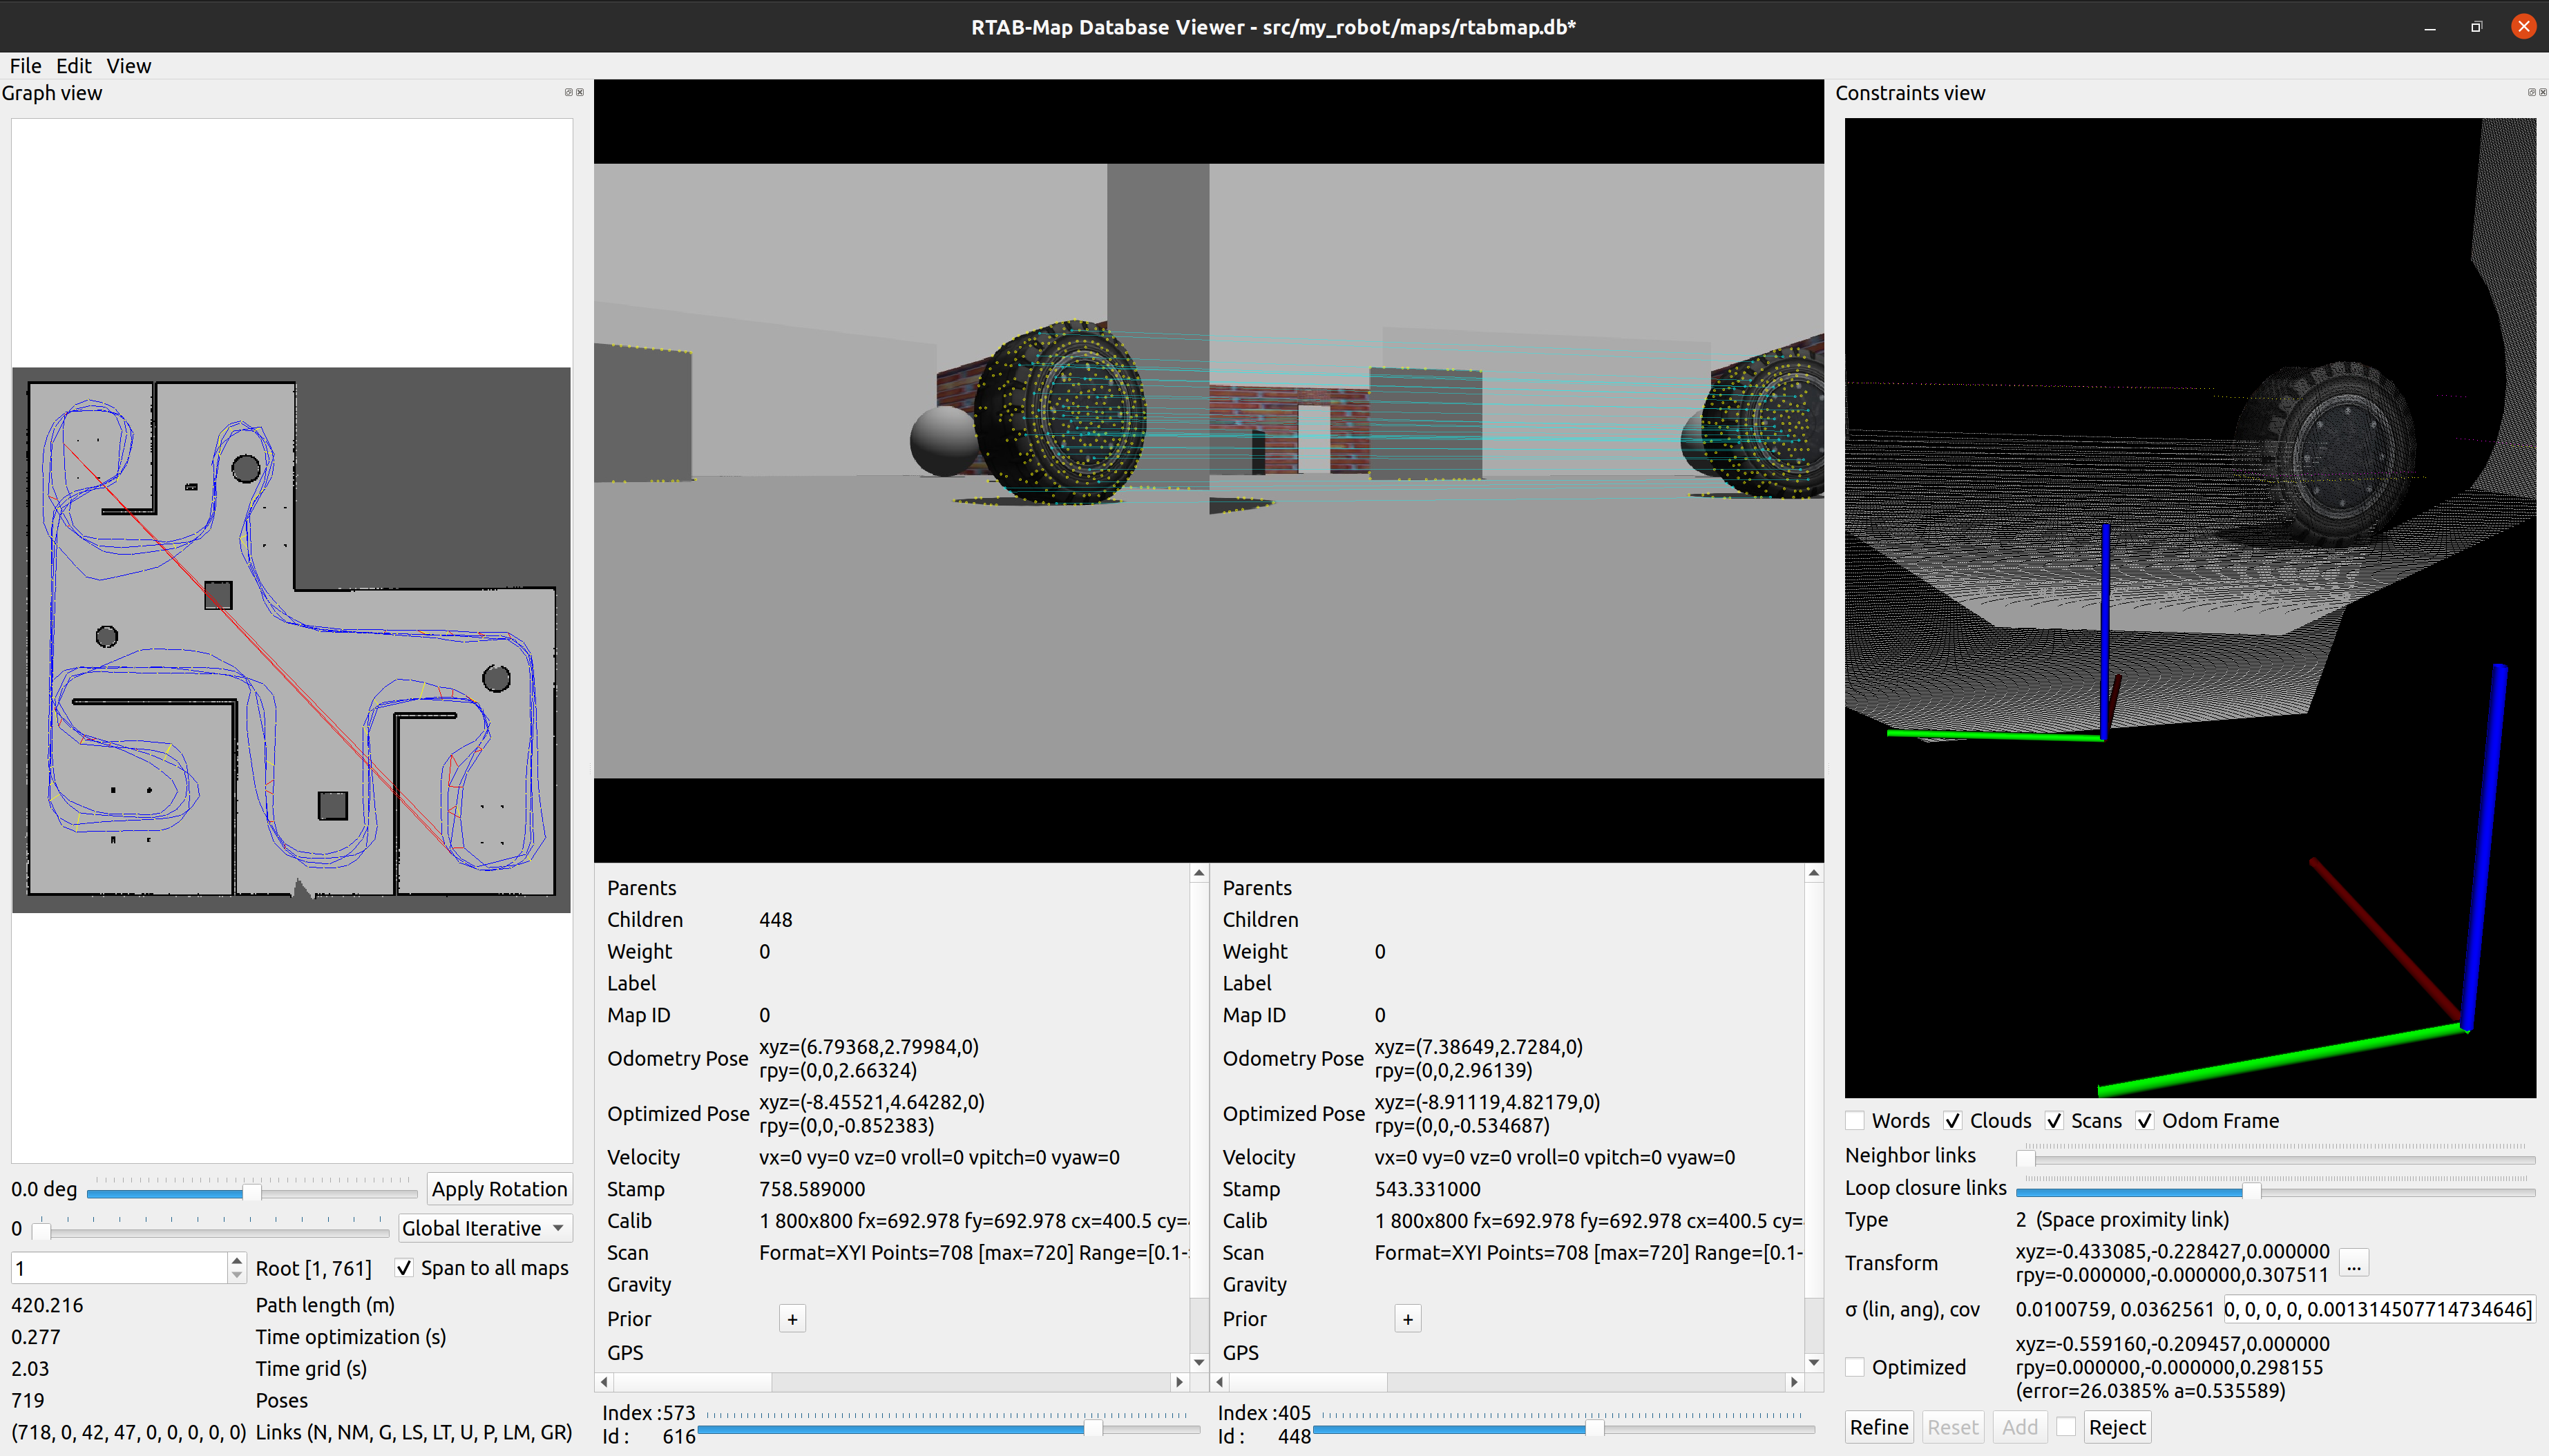 RTAB-Map Database Viewer - src/my_robot/maps/rtabmap.db*
File Edit View
Graph view
0.0 deg Apply Rotation
0 Global Iterative
1 Root [1, 761] Span to all maps
420.216 Path length (m)
0.277 Time optimization (s)
2.03 Time grid (s)
719 Poses
(718, 0, 42, 47, 0, 0, 0, 0, 0) Links (N, NM, G, LS, LT, U, P, LM, GR)
Parents
Children 448
Weight 0
Label
Map ID 0
Odometry Pose xyz=(6.79368,2.79984,0)
rpy=(0,0,2.66324)
Optimized Pose xyz=(-8.45521,4.64282,0)
rpy=(0,0,-0.852383)
Velocity vx=0 vy=0 vz=0 vroll=0 vpitch=0 vyaw=0
Stamp 758.589000
Calib 1 800x800 fx=692.978 fy=692.978 cx=400.5 cy=
Scan Format=XYI Points=708 [max=720] Range=[0.1-
Gravity
Prior +
GPS
Index :573
Id : 616
Parents
Children
Weight 0
Label
Map ID 0
Odometry Pose xyz=(7.38649,2.7284,0)
rpy=(0,0,2.96139)
Optimized Pose xyz=(-8.91119,4.82179,0)
rpy=(0,0,-0.534687)
Velocity vx=0 vy=0 vz=0 vroll=0 vpitch=0 vyaw=0
Stamp 543.331000
Calib 1 800x800 fx=692.978 fy=692.978 cx=400.5 cy=
Scan Format=XYI Points=708 [max=720] Range=[0.1-
Gravity
Prior +
GPS
Index :405
Id : 448
Constraints view
Words Clouds Scans Odom Frame
Neighbor links
Loop closure links
Type 2 (Space proximity link)
Transform xyz=-0.433085,-0.228427,0.000000
rpy=-0.000000,-0.000000,0.307511 ...
σ (lin, ang), cov 0.0100759, 0.0362561 0, 0, 0, 0, 0.001314507714734646]
Optimized xyz=-0.559160,-0.209457,0.000000
rpy=0.000000,-0.000000,0.298155
(error=26.0385% a=0.535589)
Refine Reset Add Reject